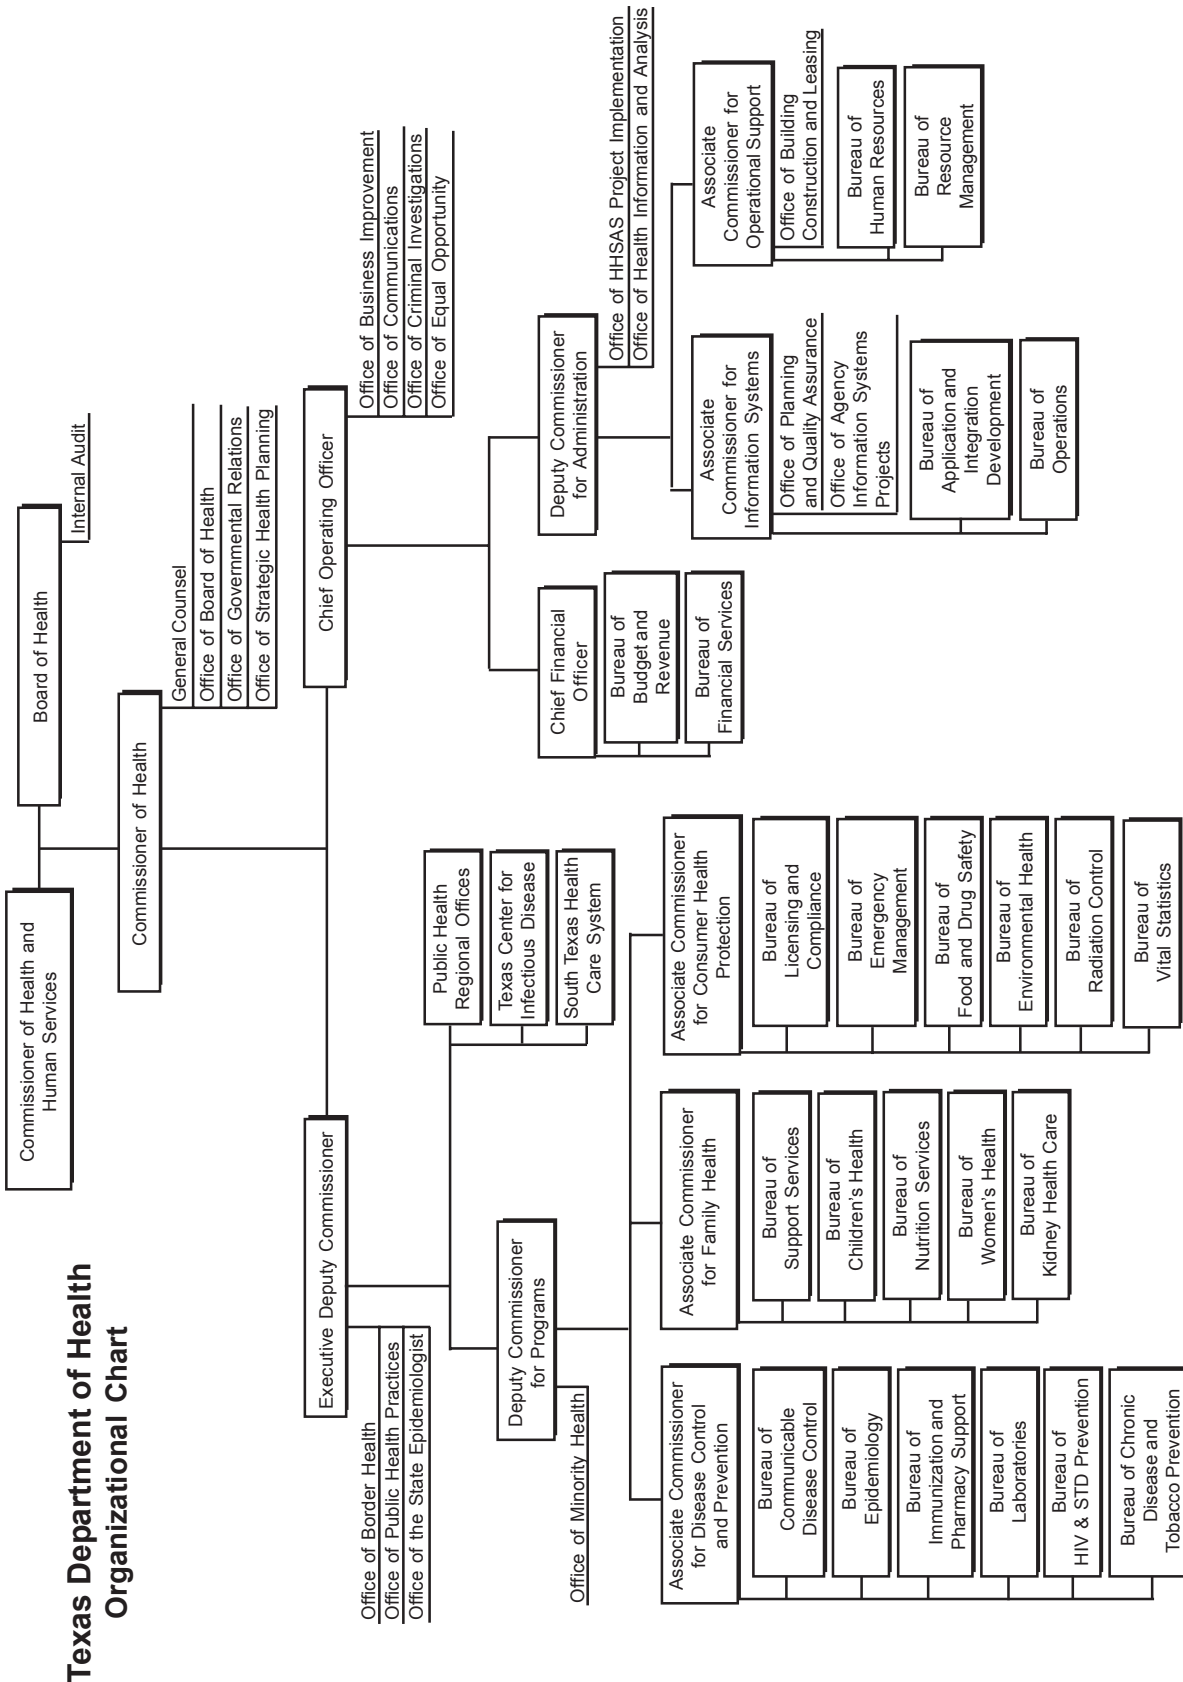 Texas Department of Health
Organizational Chart
Commissioner of Health and
Human Services
Board of Health
Internal Audit
Commissioner of Health
General Counsel
Office of Board of Health
Office of Governmental Relations
Office of Strategic Health Planning
Executive Deputy Commissioner
Office of Border Health
Office of Public Health Practices
Office of the State Epidemiologist
Chief Operating Officer
Office of Business Improvement
Office of Communications
Office of Criminal Investigations
Office of Equal Opportunity
Public Health
Regional Offices
Texas Center for
Infectious Disease
South Texas Health
Care System
Deputy Commissioner
for Programs
Office of Minority Health
Chief Financial
Officer
Bureau of
Budget and
Revenue
Bureau of
Financial Services
Deputy Commissioner
for Administration
Office of HHSAS Project Implementation
Office of Health Information and Analysis
Associate Commissioner
for Disease Control
and Prevention
Bureau of
Communicable
Disease Control
Bureau of
Epidemiology
Bureau of
Immunization and
Pharmacy Support
Bureau of
Laboratories
Bureau of
HIV & STD Prevention
Bureau of Chronic
Disease and
Tobacco Prevention
Associate Commissioner
for Family Health
Bureau of
Support Services
Bureau of
Children's Health
Bureau of
Nutrition Services
Bureau of
Women's Health
Bureau of
Kidney Health Care
Associate Commissioner
for Consumer Health
Protection
Bureau of
Licensing and
Compliance
Bureau of
Emergency
Management
Bureau of
Food and Drug Safety
Bureau of
Environmental Health
Bureau of
Radiation Control
Bureau of
Vital Statistics
Associate
Commissioner for
Information Systems
Office of Planning
and Quality Assurance
Office of Agency
Information Systems
Projects
Bureau of
Application and
Integration
Development
Bureau of
Operations
Associate
Commissioner for
Operational Support
Office of Building
Construction and Leasing
Bureau of
Human Resources
Bureau of
Resource
Management